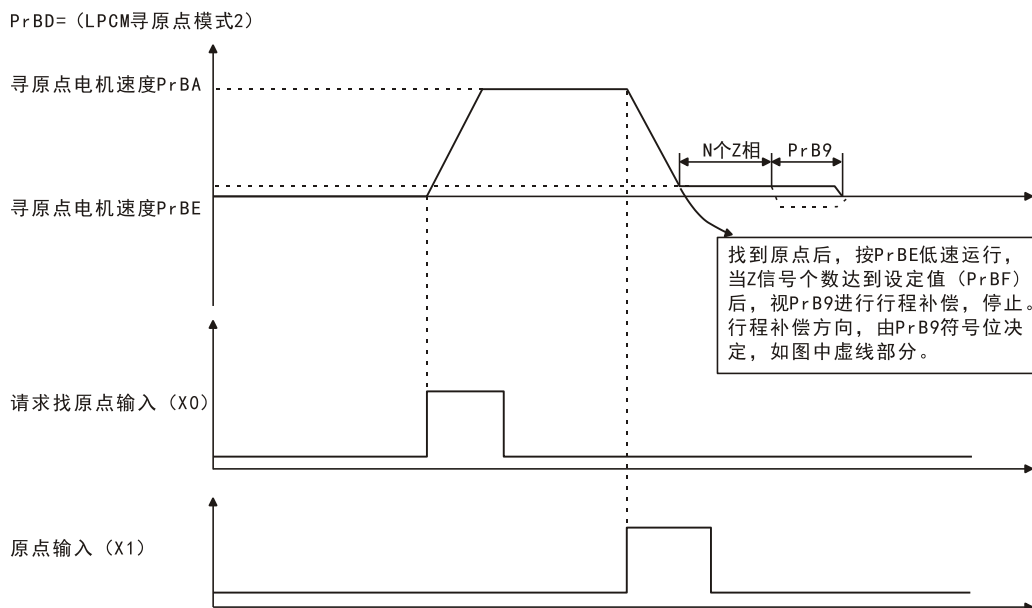 PrBD=（LPCM寻原点模式2）
寻原点电机速度PrBA
N个Z相
PrB9
寻原点电机速度PrBE
找到原点后，按PrBE低速运行，
当Z信号个数达到设定值（PrBF）
后，视PrB9进行行程补偿，停止。
行程补偿方向，由PrB9符号位决
定，如图中虚线部分。
请求找原点输入（X0）
原点输入（X1）